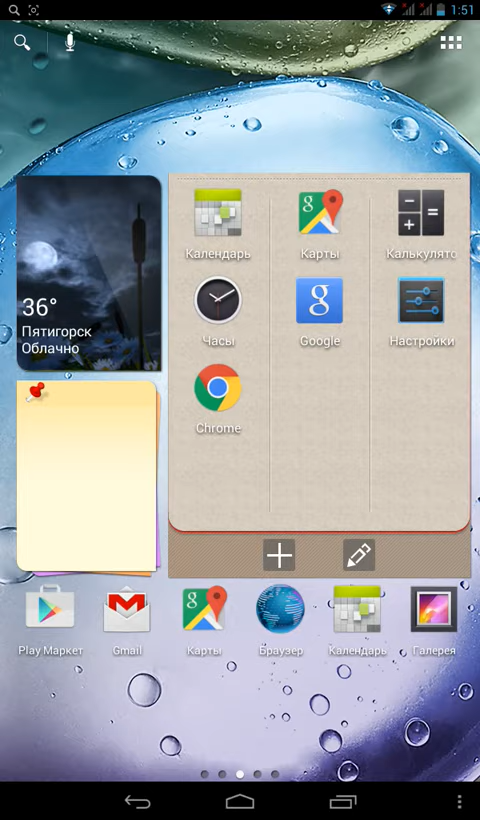 1:51
36°
Пятигорск
Облачно
Календарь
Карты
Калькулято
Часы
Google
Настройки
Chrome
Play Маркет
Gmail
Карты
Браузер
Календарь
Галерея